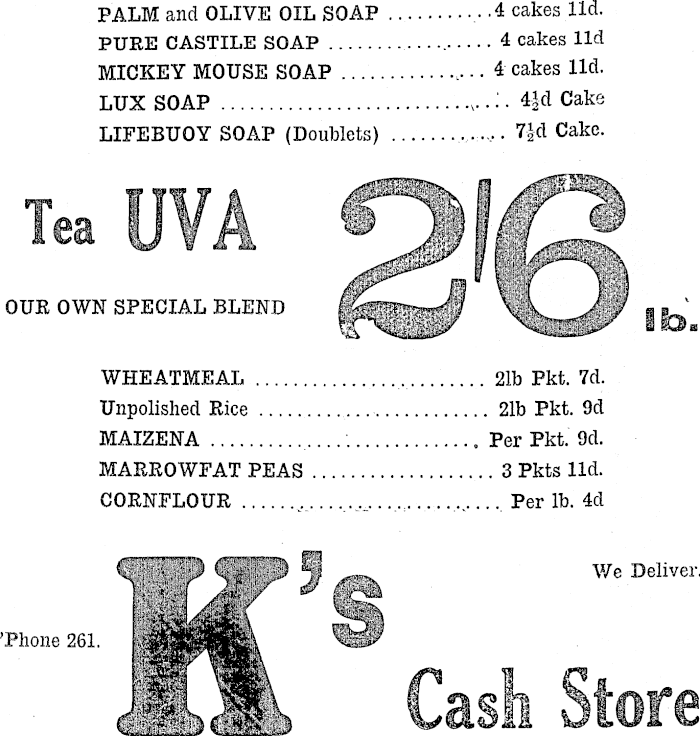 PALM and OLIVE OIL SOAP ........... 4 cakes 11d.
PURE CASTILE SOAP .................. 4 cakes 11d
MICKEY MOUSE SOAP ............... 4 cakes 11d.
LUX SOAP .............................. 4½d Cake
LIFEBUOY SOAP (Doublets) ............ 7½d Cake.
Tea UVA 2'6 lb.
OUR OWN SPECIAL BLEND
WHEATMEAL ........................ 2lb Pkt. 7d.
Unpolished Rice ........................ 2lb Pkt. 9d
MAIZENA ............................ Per Pkt. 9d.
MARROWFAT PEAS ................... 3 Pkts 11d.
CORNFLOUR ........................... Per lb. 4d
We Deliver.
'Phone 261.
K's
Cash Store